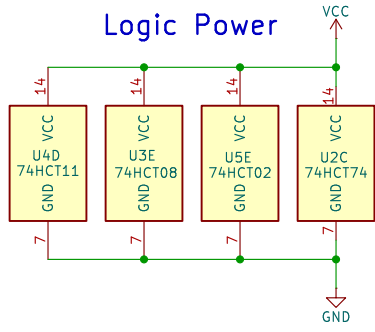 Logic Power
VCC
14 14 14 14
VCC VCC VCC VCC
U4D U3E U5E U2C
74HCT11 74HCT08 74HCT02 74HCT74
GND GND GND GND
7 7 7 7
GND